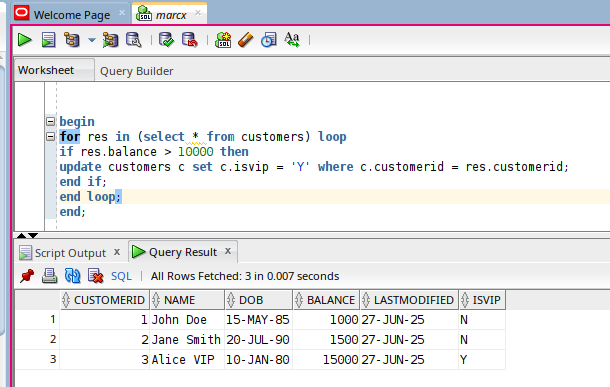 Welcome Page
marcx
Worksheet Query Builder
begin
for res in (select * from customers) loop
if res.balance > 10000 then
update customers c set c.isvip = 'Y' where c.customerid = res.customerid;
end if;
end loop;
end;
Script Output x Query Result x
SQL | All Rows Fetched: 3 in 0.007 seconds
CUSTOMERID NAME DOB BALANCE LASTMODIFIED ISVIP
1 1 John Doe 15-MAY-85 1000 27-JUN-25 N
2 2 Jane Smith 20-JUL-90 1500 27-JUN-25 N
3 3 Alice VIP 10-JAN-80 15000 27-JUN-25 Y